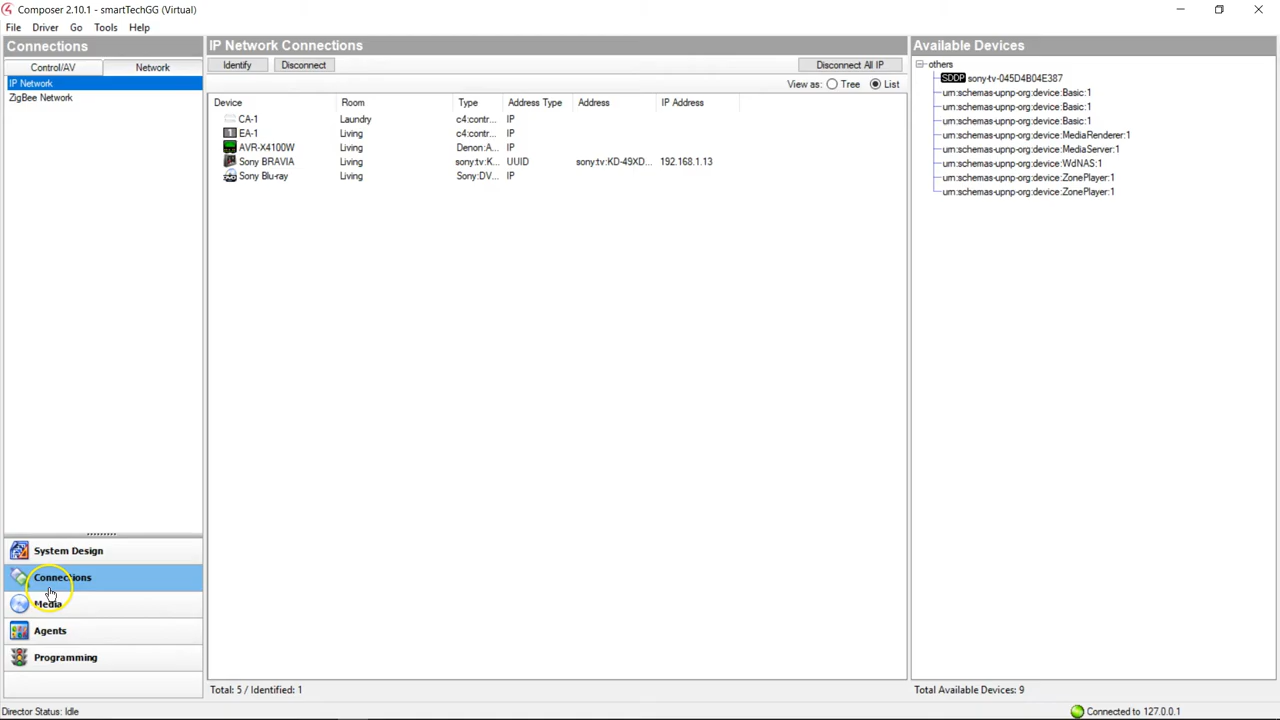 Composer 2.10.1 - smartTechGG (Virtual)
File Driver Go Tools Help
Connections
Control/AV Network
IP Network
ZigBee Network
System Design
Connections
Media
Agents
Programming
IP Network Connections
Identify Disconnect Disconnect All IP
View as: Tree List
Device Room Type Address Type Address IP Address
CA-1 Laundry c4:contr... IP
EA-1 Living c4:contr... IP
AVR-X4100W Living Denon:A... IP
Sony BRAVIA Living sony:tv:K... UUID sony:tv:KD-49XD... 192.168.1.13
Sony Blu-ray Living Sony:DV... IP
Total: 5 / Identified: 1
Available Devices
others
SDDP sony-tv-045D4B04E387
urn:schemas-upnp-org:device:Basic:1
urn:schemas-upnp-org:device:Basic:1
urn:schemas-upnp-org:device:Basic:1
urn:schemas-upnp-org:device:MediaRenderer:1
urn:schemas-upnp-org:device:MediaServer:1
urn:schemas-upnp-org:device:WdNAS:1
urn:schemas-upnp-org:device:ZonePlayer:1
urn:schemas-upnp-org:device:ZonePlayer:1
Total Available Devices: 9
Director Status: Idle
Connected to 127.0.0.1